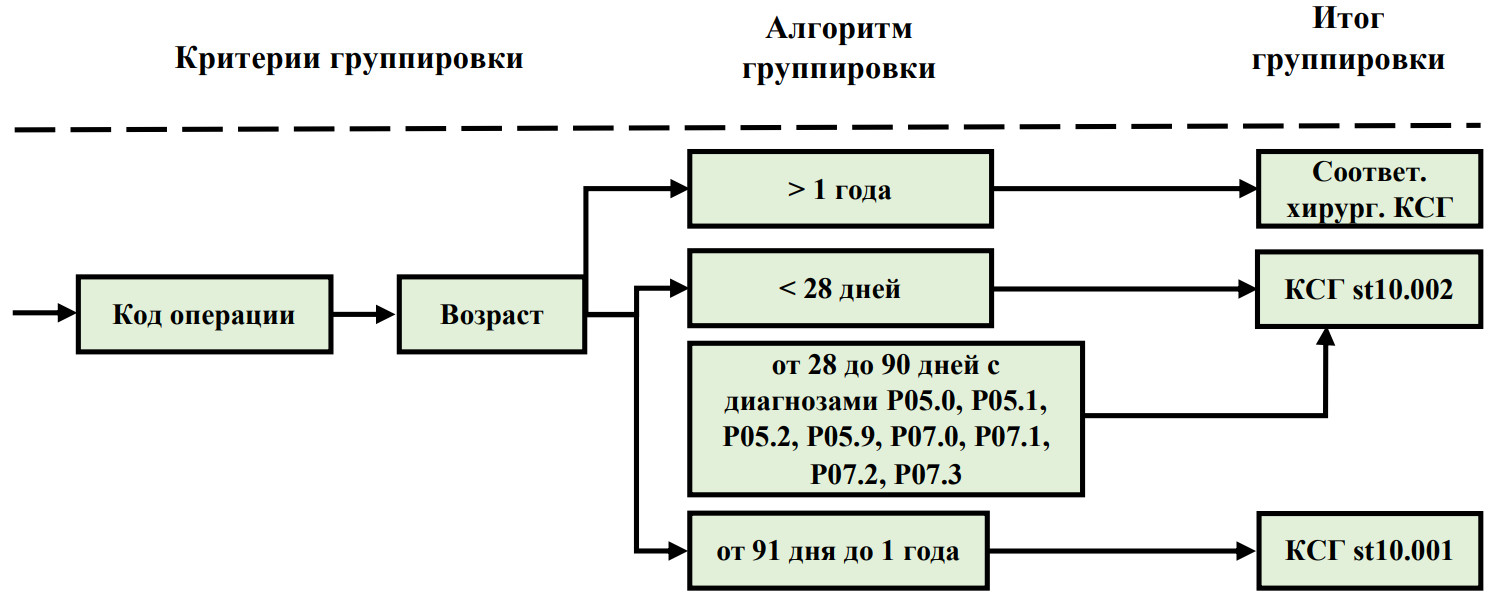 Критерии группировки
Алгоритм
группировки
Итог
группировки
> 1 года
Соответ.
хирург. КСГ
Код операции
Возраст
< 28 дней
КСГ st10.002
от 28 до 90 дней с
диагнозами P05.0, P05.1,
P05.2, P05.9, P07.0, P07.1,
P07.2, P07.3
от 91 дня до 1 года
КСГ st10.001